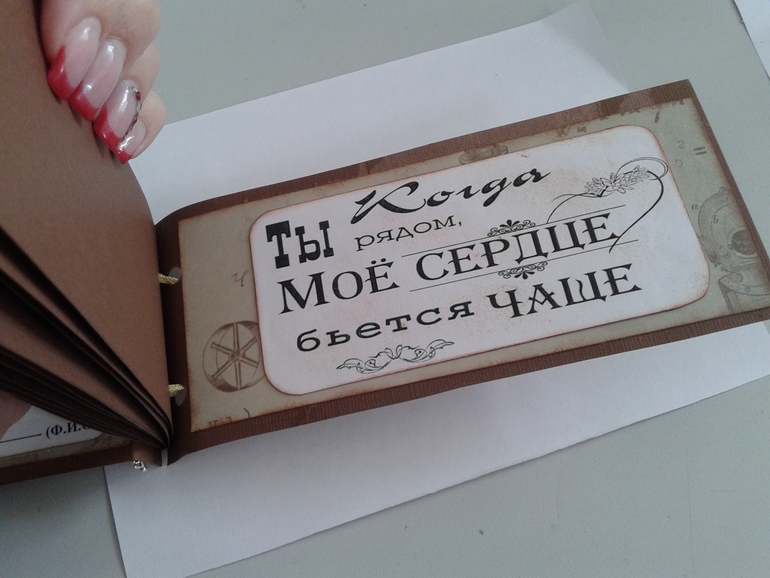 Когда
Ты рядом,
Моё СЕРДЦЕ
бьется ЧАЩЕ
(Ф.И.